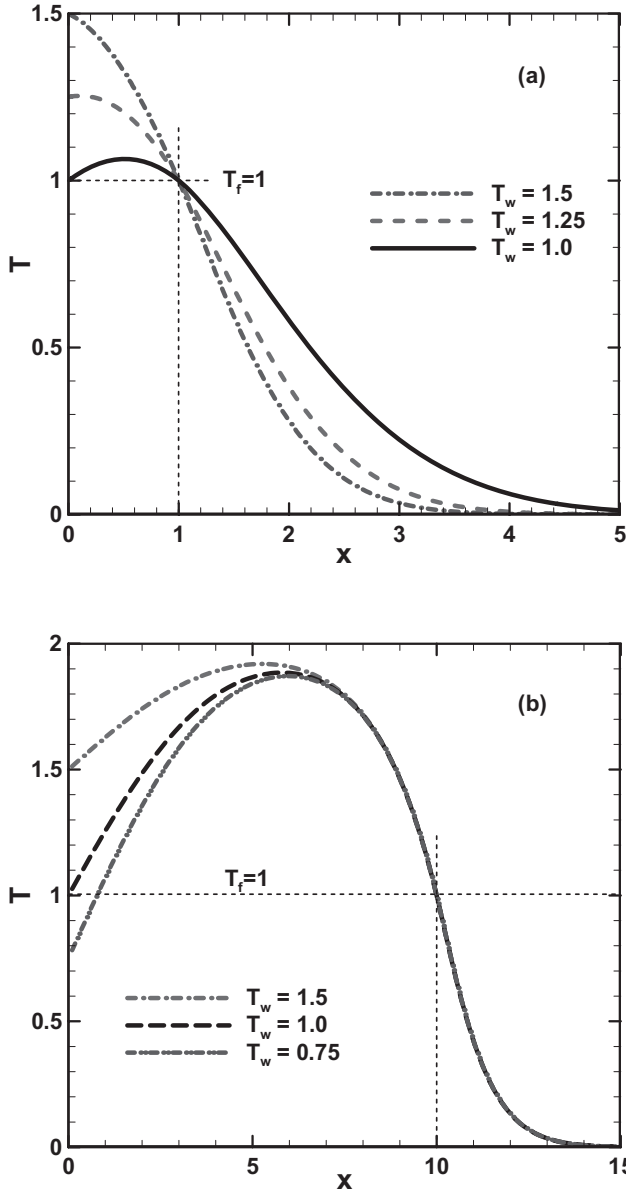 1.5
(a)
T_f=1
1
T_w = 1.5
T_w = 1.25
T_w = 1.0
T
0.5
0
0 1 2 3 4 5
x
2
(b)
1.5
T_f=1
T
1
T_w = 1.5
T_w = 1.0
T_w = 0.75
0.5
0
0 5 10 15
x